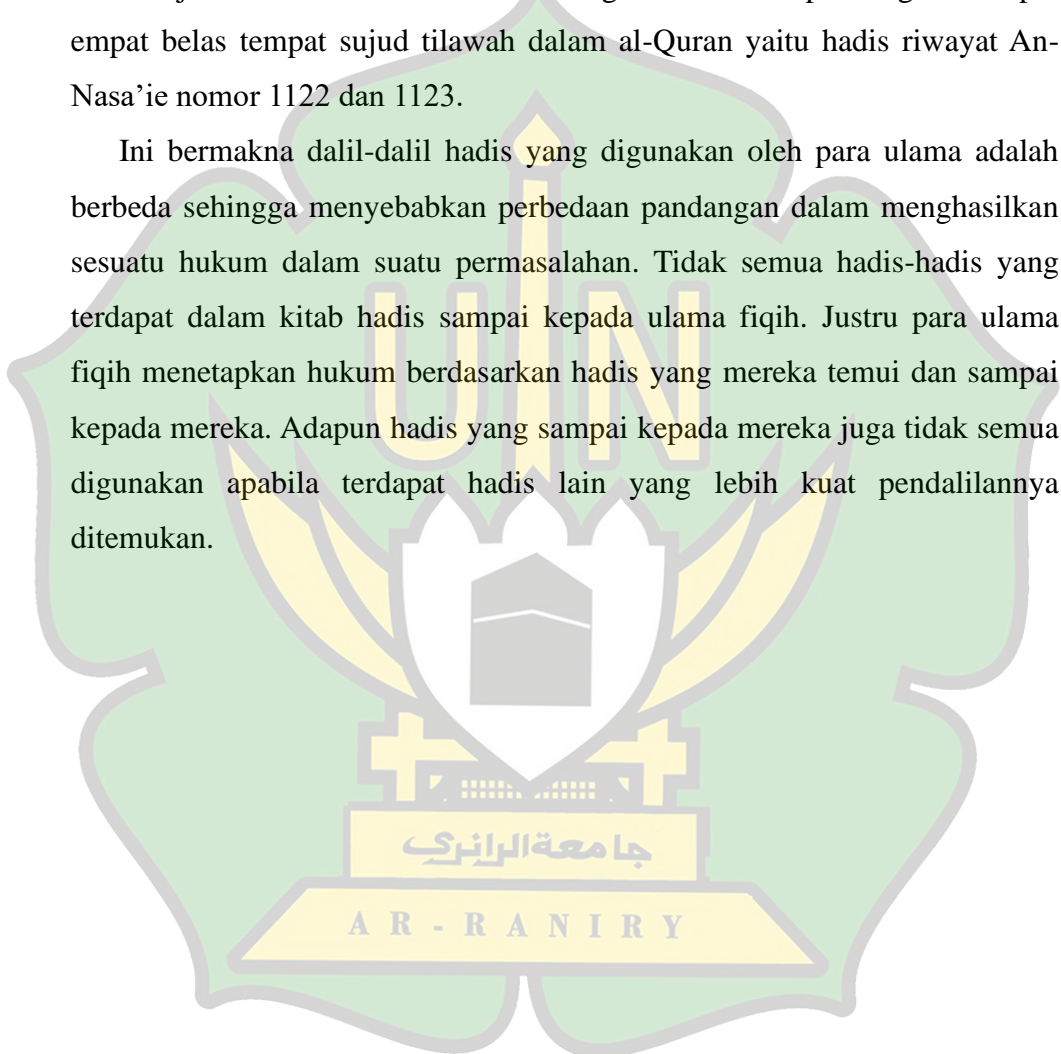 empat belas tempat sujud tilawah dalam al-Quran yaitu hadis riwayat An-
Nasa’ie nomor 1122 dan 1123.
Ini bermakna dalil-dalil hadis yang digunakan oleh para ulama adalah
berbeda sehingga menyebabkan perbedaan pandangan dalam menghasilkan
sesuatu hukum dalam suatu permasalahan. Tidak semua hadis-hadis yang
terdapat dalam kitab hadis sampai kepada ulama fiqih. Justru para ulama
fiqih menetapkan hukum berdasarkan hadis yang mereka temui dan sampai
kepada mereka. Adapun hadis yang sampai kepada mereka juga tidak semua
digunakan apabila terdapat hadis lain yang lebih kuat pendalilannya
ditemukan.
UIN
جامعة الرانري
AR-RANIRY